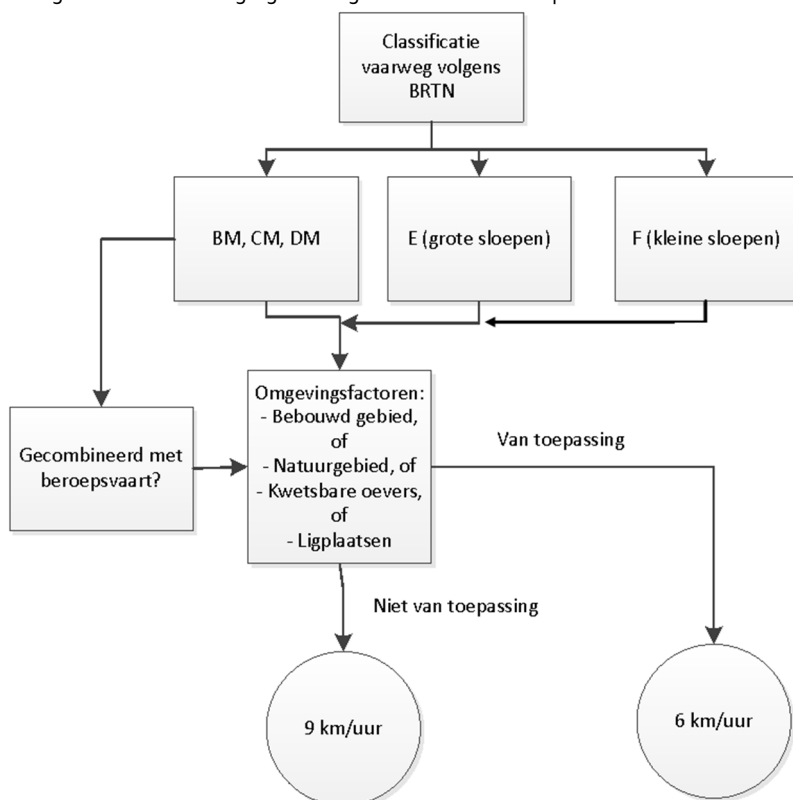 Classificatie
vaarweg volgens
BRTN
BM, CM, DM
E (grote sloepen)
F (kleine sloepen)
Gecombineerd met
beroepsvaart?
Omgevingsfactoren:
- Bebouwd gebied,
of
- Natuurgebied, of
- Kwetsbare oevers,
of
- Ligplaatsen
Van toepassing
Niet van toepassing
9 km/uur
6 km/uur